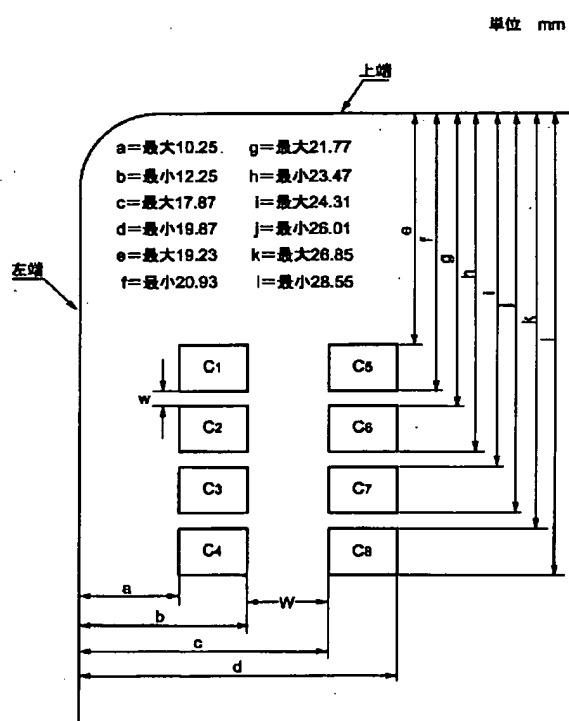 単位 mm
上端
a=最大10.25 g=最大21.77
b=最小12.25 h=最小23.47
c=最大17.87 i=最大24.31
d=最小19.87 j=最小26.01
e=最大19.23 k=最大26.85
f=最小20.93 l=最小28.55
左端
e
f
g
h
i
j
k
l
C1 C5
w
C2 C6
C3 C7
C4 C8
a
W
b
c
d